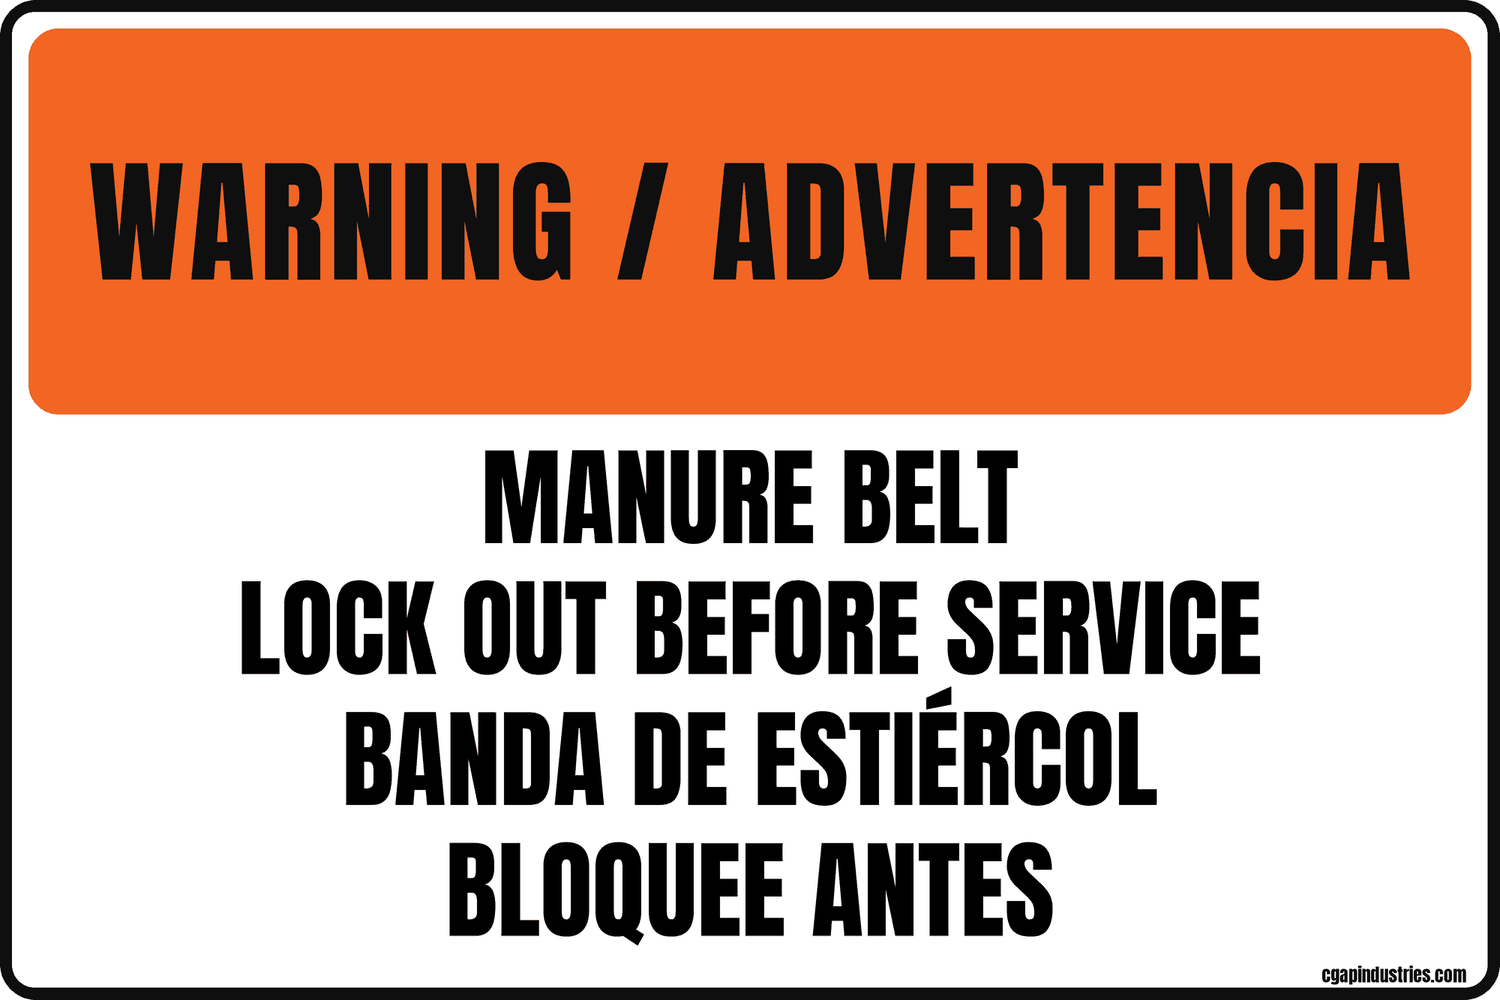 WARNING / ADVERTENCIA
MANURE BELT
LOCK OUT BEFORE SERVICE
BANDA DE ESTIÉRCOL
BLOQUEE ANTES
cgapindustries.com